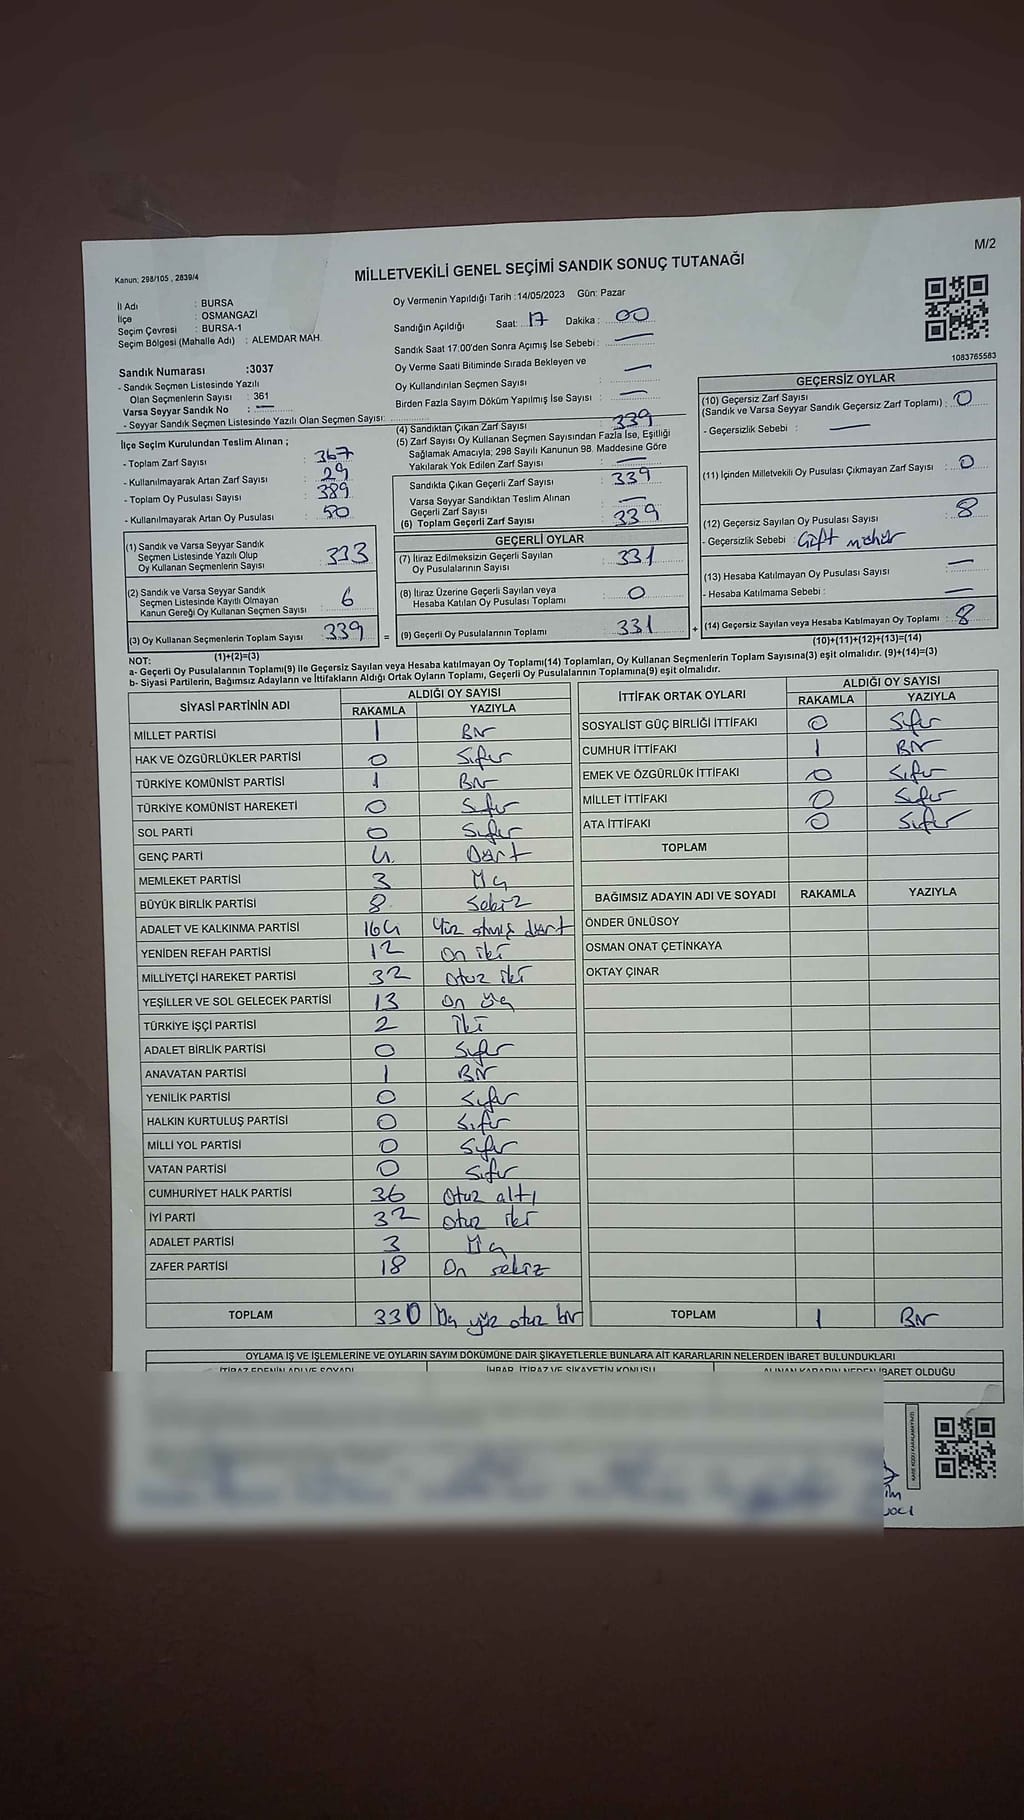 M/2
Kanun: 298/105 , 2839/4
MİLLETVEKİLİ GENEL SEÇİMİ SANDIK SONUÇ TUTANAĞI
İl Adı : BURSA
İlçe : OSMANGAZİ
Seçim Çevresi : BURSA-1
Seçim Bölgesi (Mahalle Adı) : ALEMDAR MAH.
Sandık Numarası :3037
- Sandık Seçmen Listesinde Yazılı
Olan Seçmenlerin Sayısı : 361
Varsa Seyyar Sandık No : —
- Seyyar Sandık Seçmen Listesinde Yazılı Olan Seçmen Sayısı:
Oy Vermenin Yapıldığı Tarih :14/05/2023 Gün: Pazar
Sandığın Açıldığı Saat: 17 Dakika : 00
Sandık Saat 17:00'den Sonra Açımış İse Sebebi : —
Oy Verme Saati Bitiminde Sırada Bekleyen ve
Oy Kullandırılan Seçmen Sayısı : —
Birden Fazla Sayım Döküm Yapılmış İse Sayısı : —
1083765583
İlçe Seçim Kurulundan Teslim Alınan ;
- Toplam Zarf Sayısı : 367
- Kullanılmayarak Artan Zarf Sayısı : 29
- Toplam Oy Pusulası Sayısı : 389
- Kullanılmayarak Artan Oy Pusulası : 50
(1) Sandık ve Varsa Seyyar Sandık
Seçmen Listesinde Yazılı Olup
Oy Kullanan Seçmenlerin Sayısı 333
(2) Sandık ve Varsa Seyyar Sandık
Seçmen Listesinde Kayıtlı Olmayan
Kanun Gereği Oy Kullanan Seçmen Sayısı 6
(3) Oy Kullanan Seçmenlerin Toplam Sayısı 339 =
(1)+(2)=(3)
(4) Sandıktan Çıkan Zarf Sayısı : 339
(5) Zarf Sayısı Oy Kullanan Seçmen Sayısından Fazla İse, Eşitliği
Sağlamak Amacıyla, 298 Sayılı Kanunun 98. Maddesine Göre
Yakılarak Yok Edilen Zarf Sayısı : —
Sandıkta Çıkan Geçerli Zarf Sayısı : 339
Varsa Seyyar Sandıktan Teslim Alınan
Geçerli Zarf Sayısı : —
(6) Toplam Geçerli Zarf Sayısı : 339
GEÇERLİ OYLAR
(7) İtiraz Edilmeksizin Geçerli Sayılan
Oy Pusulalarının Sayısı : 331
(8) İtiraz Üzerine Geçerli Sayılan veya
Hesaba Katılan Oy Pusulası Toplamı : 0
(9) Geçerli Oy Pusulalarının Toplamı : 331 +
GEÇERSİZ OYLAR
(10) Geçersiz Zarf Sayısı
(Sandık ve Varsa Seyyar Sandık Geçersiz Zarf Toplamı) : 0
- Geçersizlik Sebebi : —
(11) İçinden Milletvekili Oy Pusulası Çıkmayan Zarf Sayısı : 0
(12) Geçersiz Sayılan Oy Pusulası Sayısı : 8
- Geçersizlik Sebebi : Çift mühür
(13) Hesaba Katılmayan Oy Pusulası Sayısı : —
- Hesaba Katılmama Sebebi : —
(14) Geçersiz Sayılan veya Hesaba Katılmayan Oy Toplamı : 8
(10)+(11)+(12)+(13)=(14)
NOT:
a- Geçerli Oy Pusulalarının Toplamı(9) ile Geçersiz Sayılan veya Hesaba katılmayan Oy Toplamı(14) Toplamları, Oy Kullanan Seçmenlerin Toplam Sayısına(3) eşit olmalıdır. (9)+(14)=(3)
b- Siyasi Partilerin, Bağımsız Adayların ve İttifakların Aldığı Ortak Oyların Toplamı, Geçerli Oy Pusulalarının Toplamına(9) eşit olmalıdır.
SİYASİ PARTİNİN ADI ALDIĞI OY SAYISI
RAKAMLA YAZIYLA
MİLLET PARTİSİ 1 Bir
HAK VE ÖZGÜRLÜKLER PARTİSİ 0 Sıfır
TÜRKİYE KOMÜNİST PARTİSİ 1 Bir
TÜRKİYE KOMÜNİST HAREKETİ 0 Sıfır
SOL PARTİ 0 Sıfır
GENÇ PARTİ 4 Dört
MEMLEKET PARTİSİ 3 Üç
BÜYÜK BİRLİK PARTİSİ 8 Sekiz
ADALET VE KALKINMA PARTİSİ 164 Yüz atmış dört
YENİDEN REFAH PARTİSİ 12 On iki
MİLLİYETÇİ HAREKET PARTİSİ 32 Otuz iki
YEŞİLLER VE SOL GELECEK PARTİSİ 13 On üç
TÜRKİYE İŞÇİ PARTİSİ 2 İki
ADALET BİRLİK PARTİSİ 0 Sıfır
ANAVATAN PARTİSİ 1 Bir
YENİLİK PARTİSİ 0 Sıfır
HALKIN KURTULUŞ PARTİSİ 0 Sıfır
MİLLİ YOL PARTİSİ 0 Sıfır
VATAN PARTİSİ 0 Sıfır
CUMHURİYET HALK PARTİSİ 36 Otuz altı
İYİ PARTİ 32 Otuz iki
ADALET PARTİSİ 3 Üç
ZAFER PARTİSİ 18 On sekiz
TOPLAM 330 Üç yüz otuz bir
İTTİFAK ORTAK OYLARI ALDIĞI OY SAYISI
RAKAMLA YAZIYLA
SOSYALİST GÜÇ BİRLİĞİ İTTİFAKI 0 Sıfır
CUMHUR İTTİFAKI 1 Bir
EMEK VE ÖZGÜRLÜK İTTİFAKI 0 Sıfır
MİLLET İTTİFAKI 0 Sıfır
ATA İTTİFAKI 0 Sıfır
TOPLAM
BAĞIMSIZ ADAYIN ADI VE SOYADI RAKAMLA YAZIYLA
ÖNDER ÜNLÜSOY
OSMAN ONAT ÇETİNKAYA
OKTAY ÇINAR
TOPLAM 1 Bir
OYLAMA İŞ VE İŞLEMLERİNE VE OYLARIN SAYIM DÖKÜMÜNE DAİR ŞİKAYETLERLE BUNLARA AİT KARARLARIN NELERDEN İBARET BULUNDUKLARI
İTİRAZ EDENİN ADI VE SOYADI İHBAR, İTİRAZ VE ŞİKAYETİN KONUSU ALINAN KARARIN NEDEN İBARET OLDUĞU